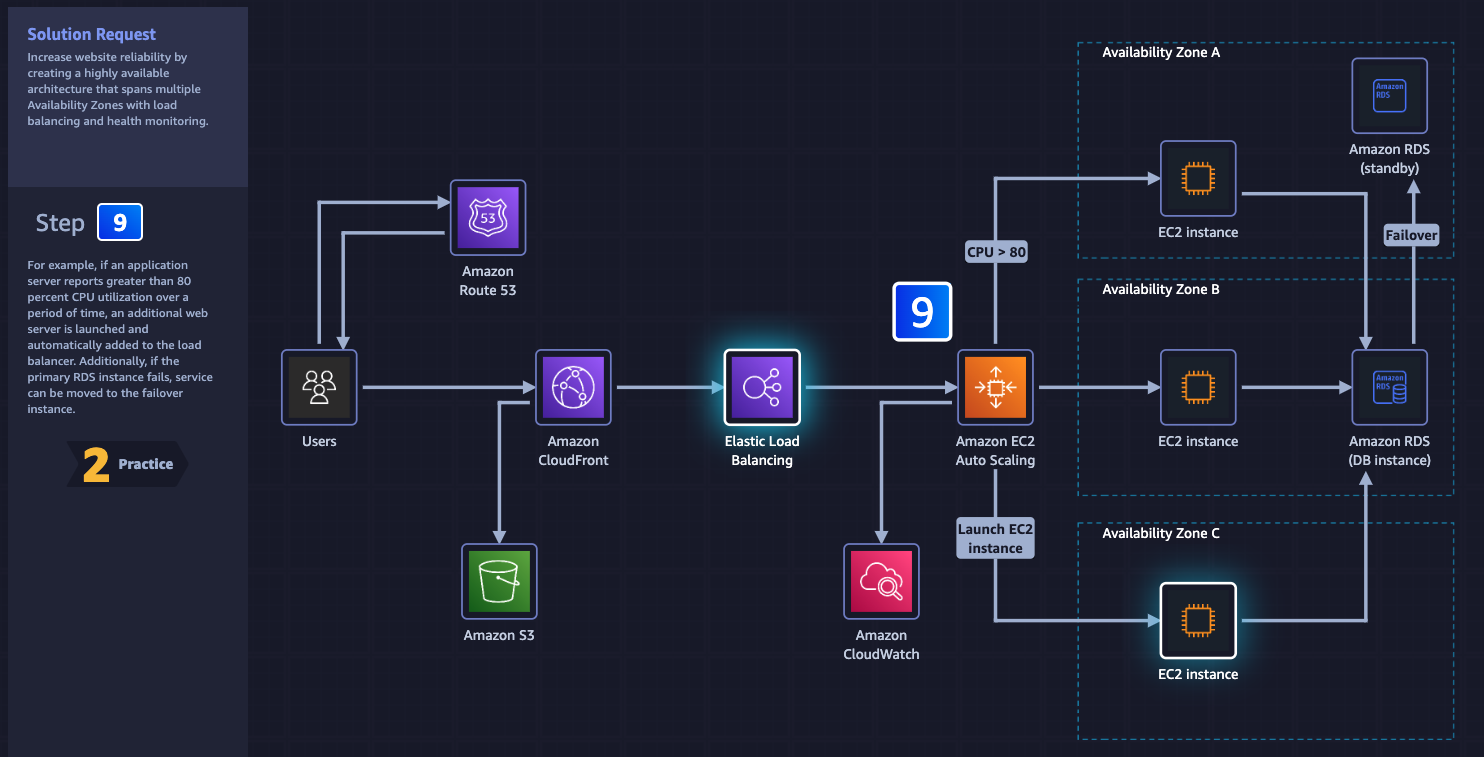 Solution Request
Increase website reliability by
creating a highly available
architecture that spans multiple
Availability Zones with load
balancing and health monitoring.
Step 9
For example, if an application
server reports greater than 80
percent CPU utilization over a
period of time, an additional web
server is launched and
automatically added to the load
balancer. Additionally, if the
primary RDS instance fails, service
can be moved to the failover
instance.
2 Practice
53
Amazon
Route 53
Users
Amazon
CloudFront
Amazon S3
Elastic Load
Balancing
9
CPU > 80
Amazon EC2
Auto Scaling
Launch EC2
instance
Amazon
CloudWatch
Availability Zone A
EC2 instance
Amazon
RDS
Amazon RDS
(standby)
Failover
Availability Zone B
EC2 instance
Amazon
RDS
Amazon RDS
(DB instance)
Availability Zone C
EC2 instance